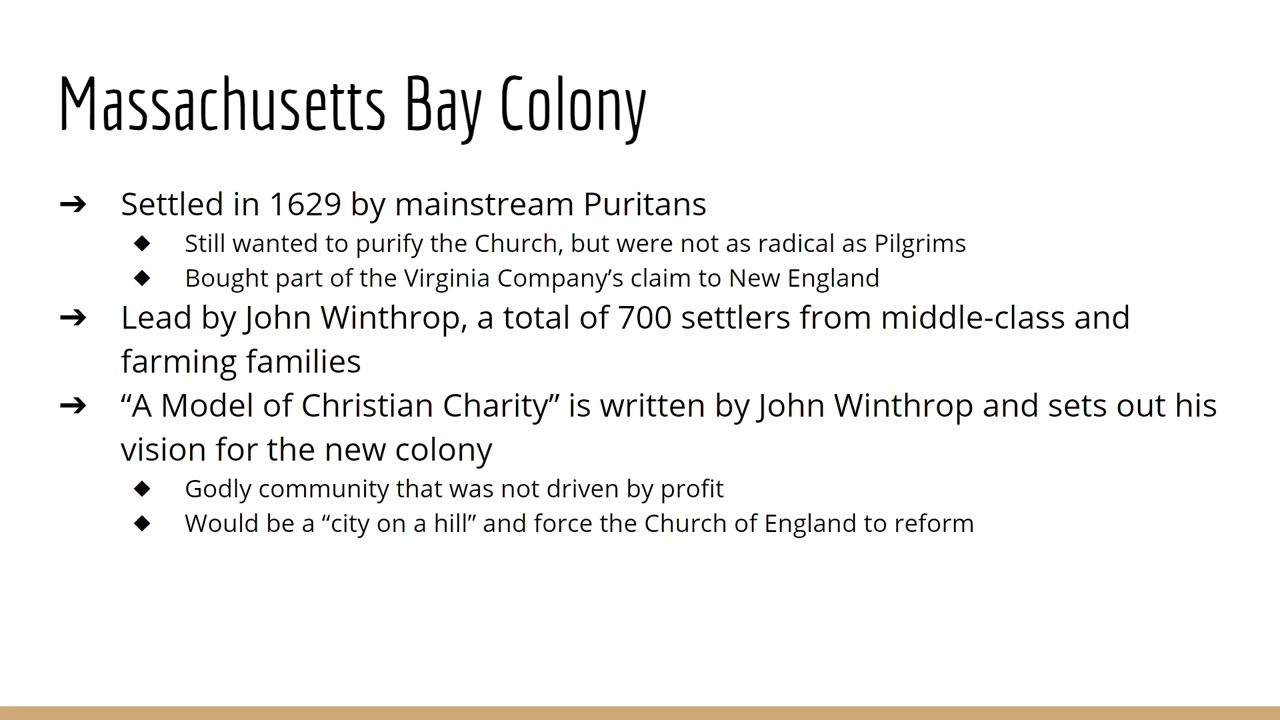 Massachusetts Bay Colony
➔ Settled in 1629 by mainstream Puritans
◆ Still wanted to purify the Church, but were not as radical as Pilgrims
◆ Bought part of the Virginia Company’s claim to New England
➔ Lead by John Winthrop, a total of 700 settlers from middle-class and
farming families
➔ “A Model of Christian Charity” is written by John Winthrop and sets out his
vision for the new colony
◆ Godly community that was not driven by profit
◆ Would be a “city on a hill” and force the Church of England to reform